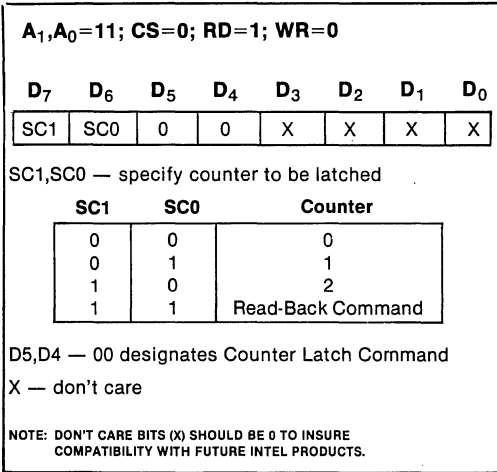 A1,A0=11; CS=0; RD=1; WR=0
D7 D6 D5 D4 D3 D2 D1 D0
SC1 SC0 0 0 X X X X
SC1,SC0 — specify counter to be latched
SC1 SC0 Counter
0 0 0
0 1 1
1 0 2
1 1 Read-Back Command
D5,D4 — 00 designates Counter Latch Command
X — don't care
NOTE: DON'T CARE BITS (X) SHOULD BE 0 TO INSURE
COMPATIBILITY WITH FUTURE INTEL PRODUCTS.